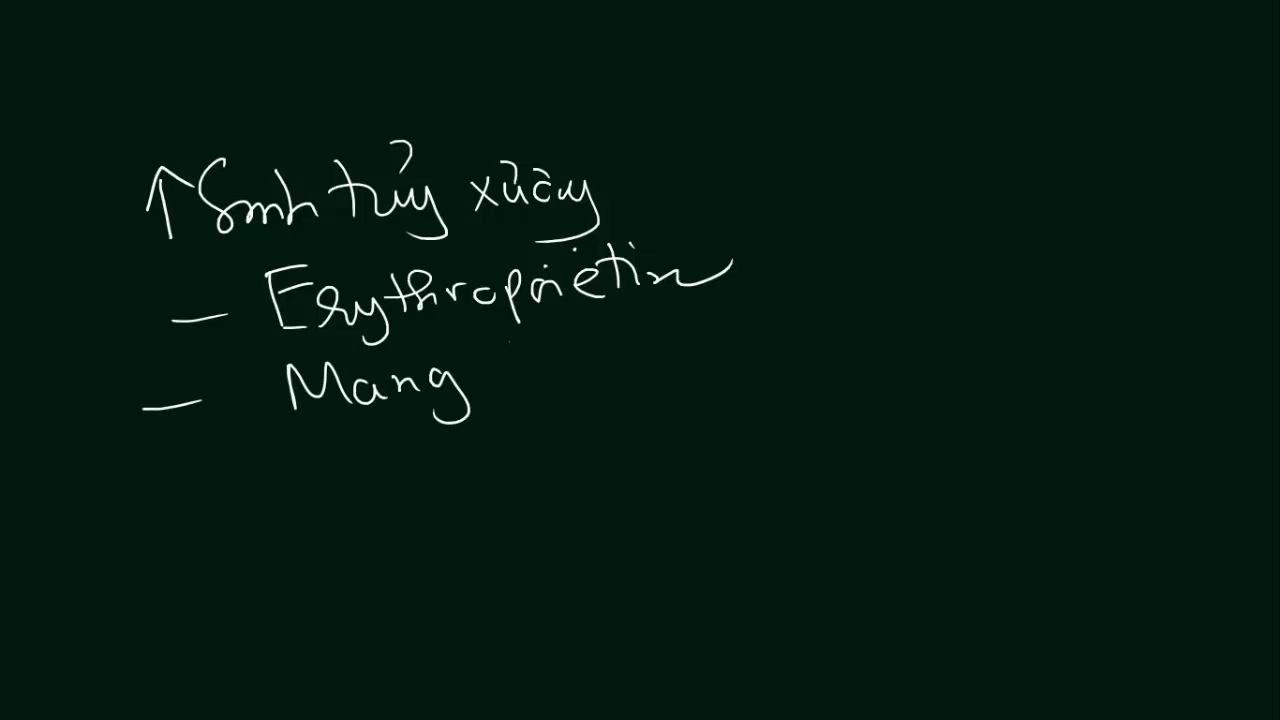 ↑ Sinh tủy xương
- Erythropoietin
- Mang